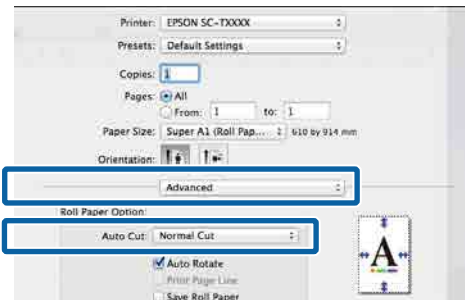 Printer: EPSON SC-TXXXX
Presets: Default Settings
Copies: 1
Pages: All
From: 1 to: 1
Paper Size: Super A1 (Roll Pap... 610 by 914 mm
Orientation:
Advanced
Roll Paper Option:
Auto Cut: Normal Cut
Auto Rotate
Print Page Line
Save Roll Paper
A